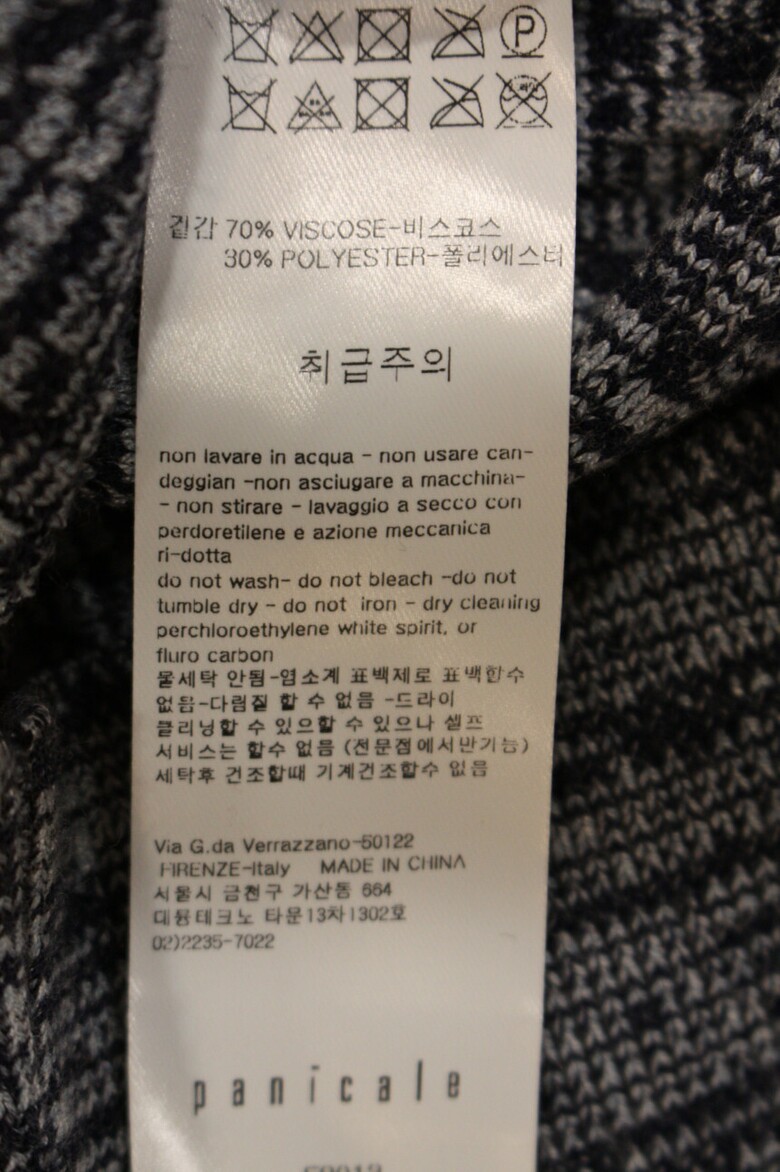 P
겉감 70% VISCOSE-비스코스
30% POLYESTER-폴리에스터
취급주의
non lavare in acqua - non usare can-
deggian -non asciugare a macchina-
- non stirare - lavaggio a secco con
perdoretilene e azione meccanica
ri-dotta
do not wash- do not bleach -do not
tumble dry - do not iron - dry cleaning
perchloroethylene white spirit, or
fluro carbon
물세탁 안됨-염소계 표백제로 표백할수
없음-다림질 할 수 없음 -드라이
클리닝할 수 있으할 수 있으나 셀프
서비스는 할수 없음 (전문점에서만가능)
세탁후 건조할때 기계건조할수 없음
Via G.da Verrazzano-50122
FIRENZE-Italy MADE IN CHINA
서울시 금천구 가산동 664
대륭테크노 타운13차1302호
02)2235-7022
panicale